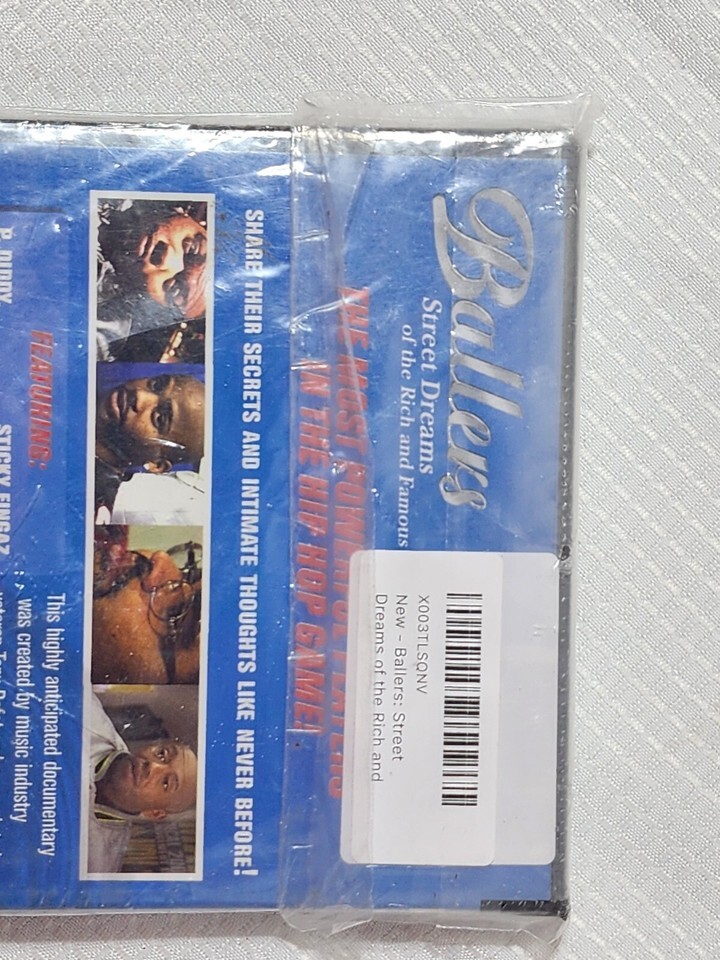 Ballers
Street Dreams
of the Rich and Famous
X003TLSQNV
New - Ballers: Street
Dreams of the Rich and
THE MOST POWERFUL PLAYERS
IN THE HIP HOP GAME!
SHARE THEIR SECRETS AND INTIMATE THOUGHTS LIKE NEVER BEFORE!
FEATURING:
P. DIDDY
STICKY FINGAZ
This highly anticipated documentary
was created by music industry